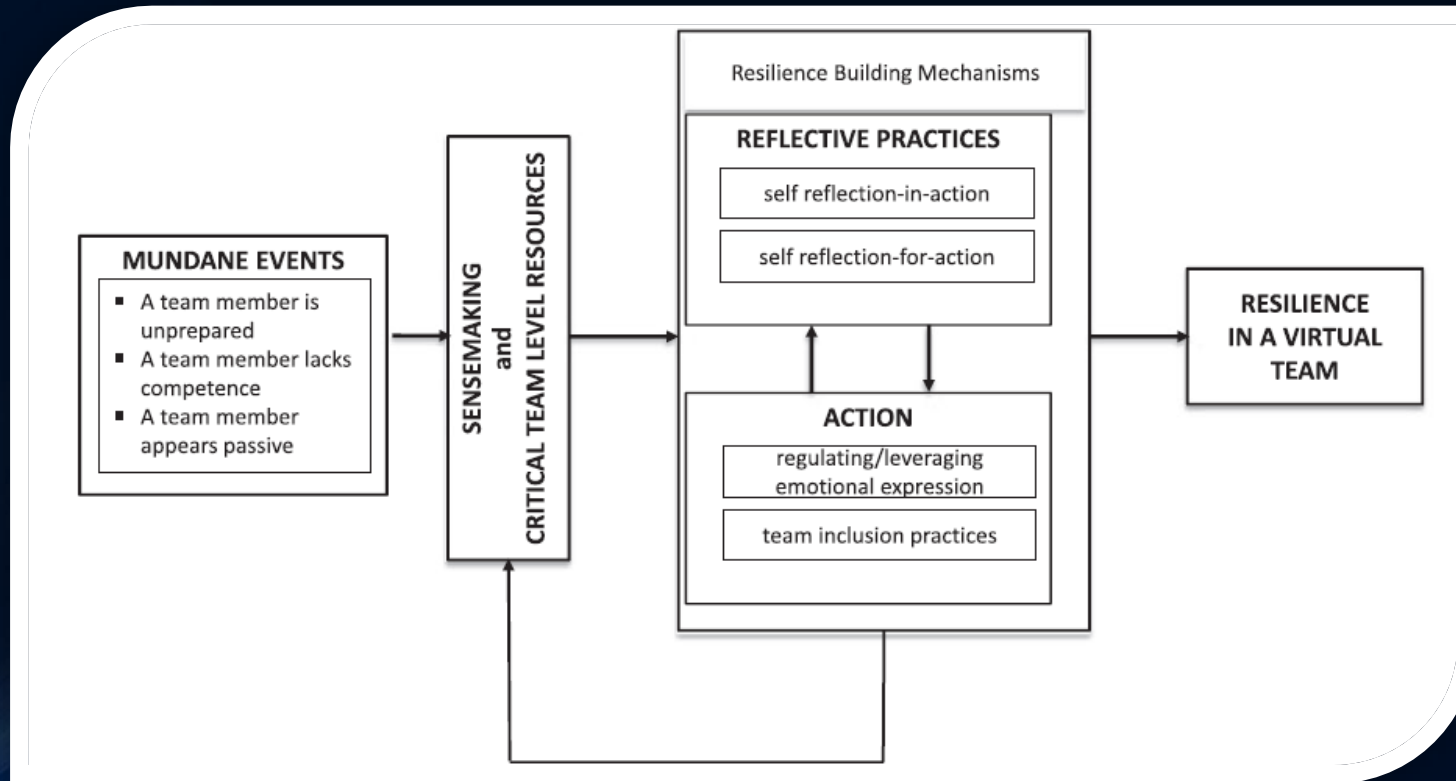 Resilience Building Mechanisms
REFLECTIVE PRACTICES
self reflection-in-action
self reflection-for-action
MUNDANE EVENTS
▪ A team member is
unprepared
▪ A team member lacks
competence
▪ A team member
appears passive
SENSEMAKING
and
CRITICAL TEAM LEVEL RESOURCES
ACTION
regulating/leveraging
emotional expression
team inclusion practices
RESILIENCE
IN A VIRTUAL
TEAM